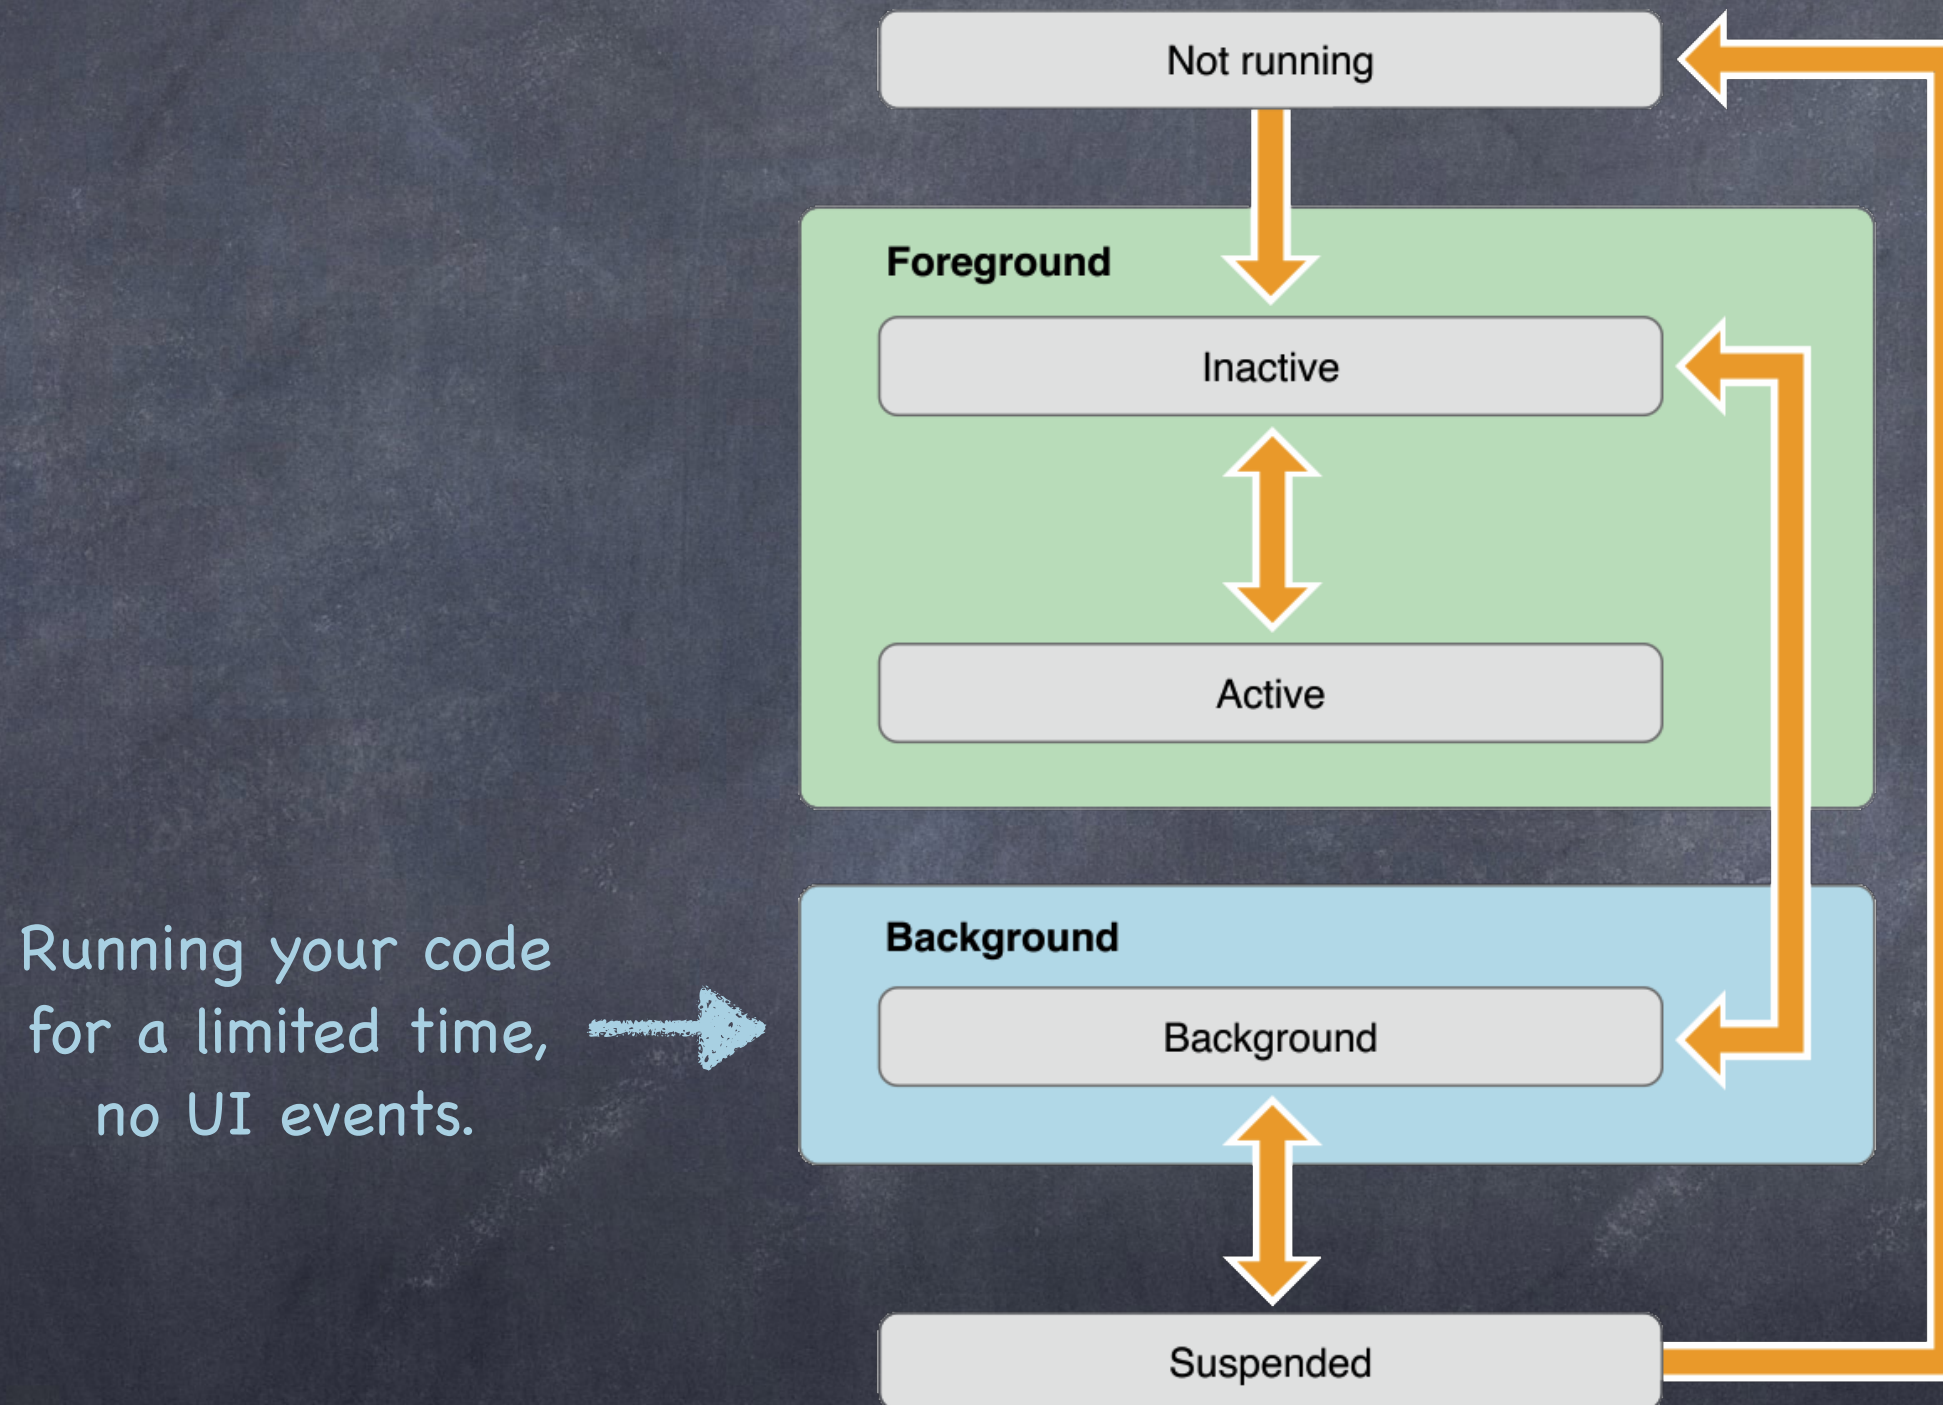 Not running
Foreground
Inactive
Active
Background
Running your code
for a limited time,
no UI events.
Background
Suspended